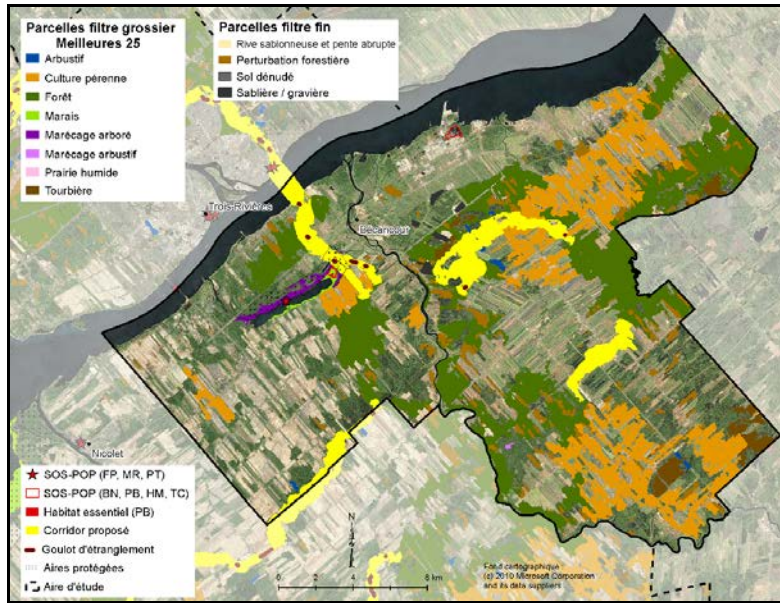 Parcelles filtre grossier
Meilleures 25
Arbustif
Culture pérenne
Forêt
Marais
Marécage arboré
Marécage arbustif
Prairie humide
Tourbière
Parcelles filtre fin
Rive sablonneuse et pente abrupte
Perturbation forestière
Sol dénudé
Sablière / gravière
Trois-Rivières
Bécancour
Nicolet
SOS-POP (FP, MR, PT)
SOS-POP (BN, PB, HM, TC)
Habitat essentiel (PB)
Corridor proposé
Goulot d'étranglement
Aires protégées
Aire d'étude
N
0
2
4
8 km
Fond cartographique
(c) 2010 Microsoft Corporation
and its data suppliers